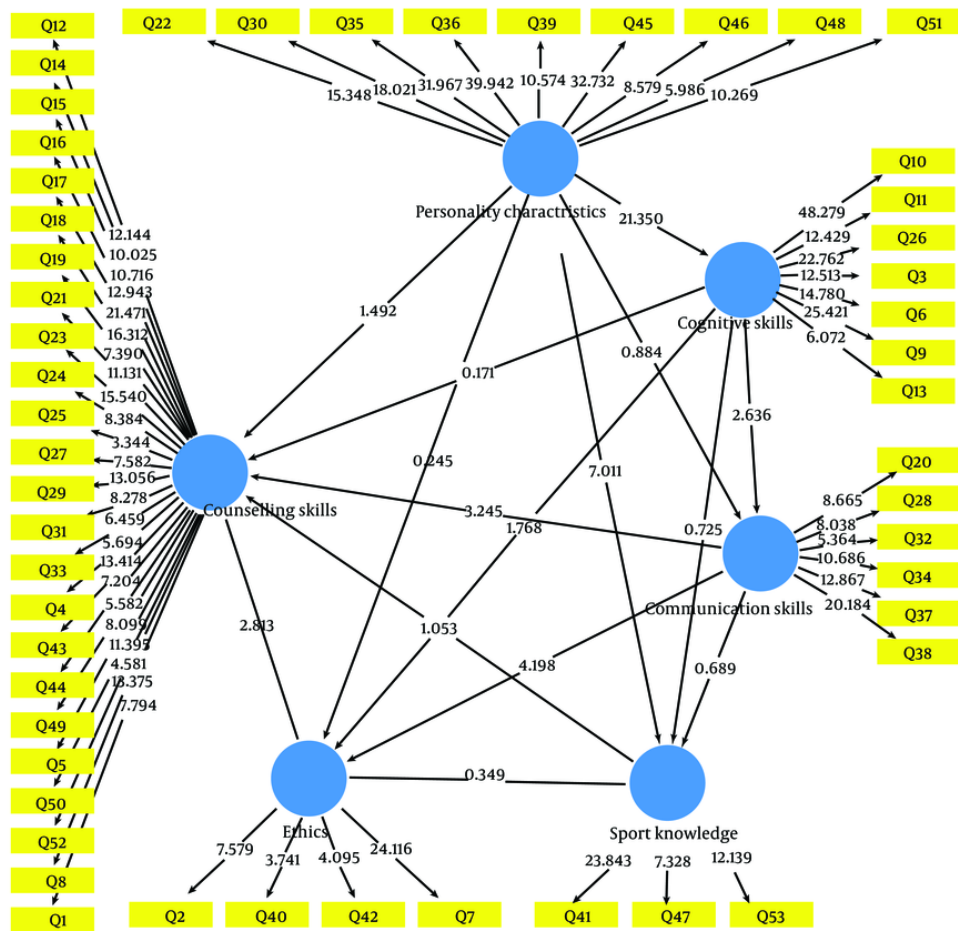 Q12
Q22
Q30
Q35
Q36
Q39
Q45
Q46
Q48
Q51
Q14
Q15
Q16
Q17
Q18
Q19
Q21
Q23
Q24
Q25
Q27
Q29
Q31
Q33
Q4
Q43
Q44
Q49
Q5
Q50
Q52
Q8
Q1
15.348
18.021
31.967
39.942
10.574
32.732
8.579
5.986
10.269
Personality charactristics
21.350
1.492
0.171
0.884
0.245
7.011
Q10
Q11
Q26
Q3
Q6
Q9
Q13
48.279
12.429
22.762
12.513
14.780
25.421
6.072
Cognitive skills
2.636
1.768
0.725
12.144
10.025
10.716
12.943
21.471
16.312
7.390
11.131
15.540
8.384
3.344
7.582
13.056
8.278
6.459
5.694
13.414
7.204
5.582
8.099
11.395
4.581
13.375
7.794
Counselling skills
3.245
2.813
1.053
Q20
Q28
Q32
Q34
Q37
Q38
8.665
8.038
5.364
10.686
12.867
20.184
Communication skills
4.198
0.689
0.349
Ethics
7.579
3.741
4.095
24.116
Q2
Q40
Q42
Q7
Sport knowledge
23.843
7.328
12.139
Q41
Q47
Q53